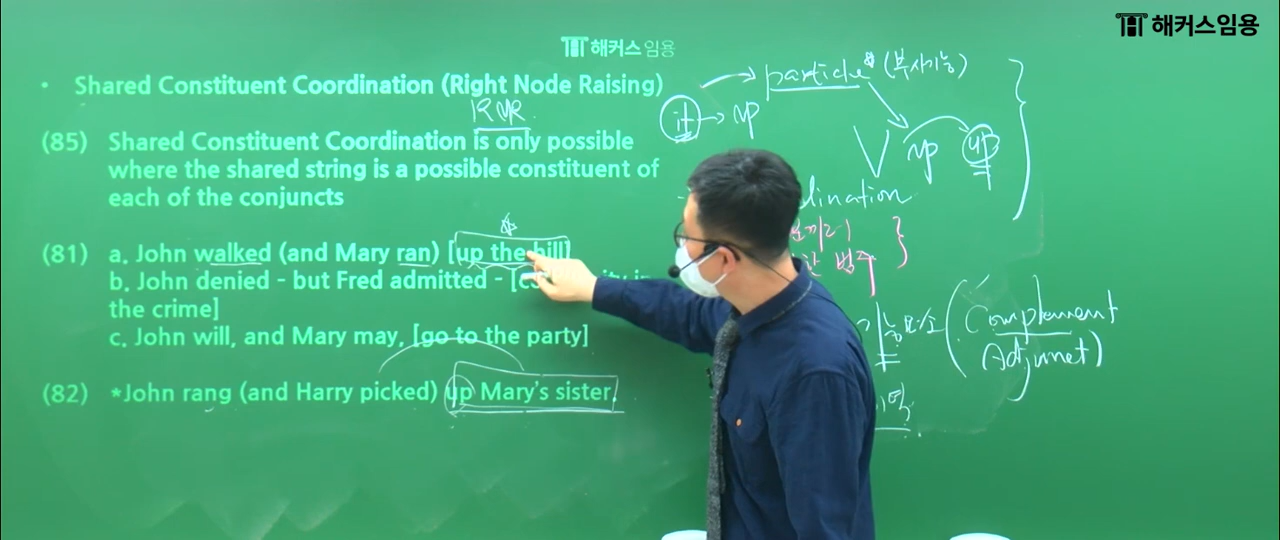 해커스임용
해커스임용
· Shared Constituent Coordination (Right Node Raising)
RNR
(85) Shared Constituent Coordination is only possible
where the shared string is a possible constituent of
each of the conjuncts
(81) a. John walked (and Mary ran) [up the hill]
b. John denied - but Fred admitted -
the crime]
c. John will, and Mary may, [go to the party]
(82) *John rang (and Harry picked) up Mary's sister.
particle (부사기능)
it → up
V up
dination
(Complement
Adjunct)